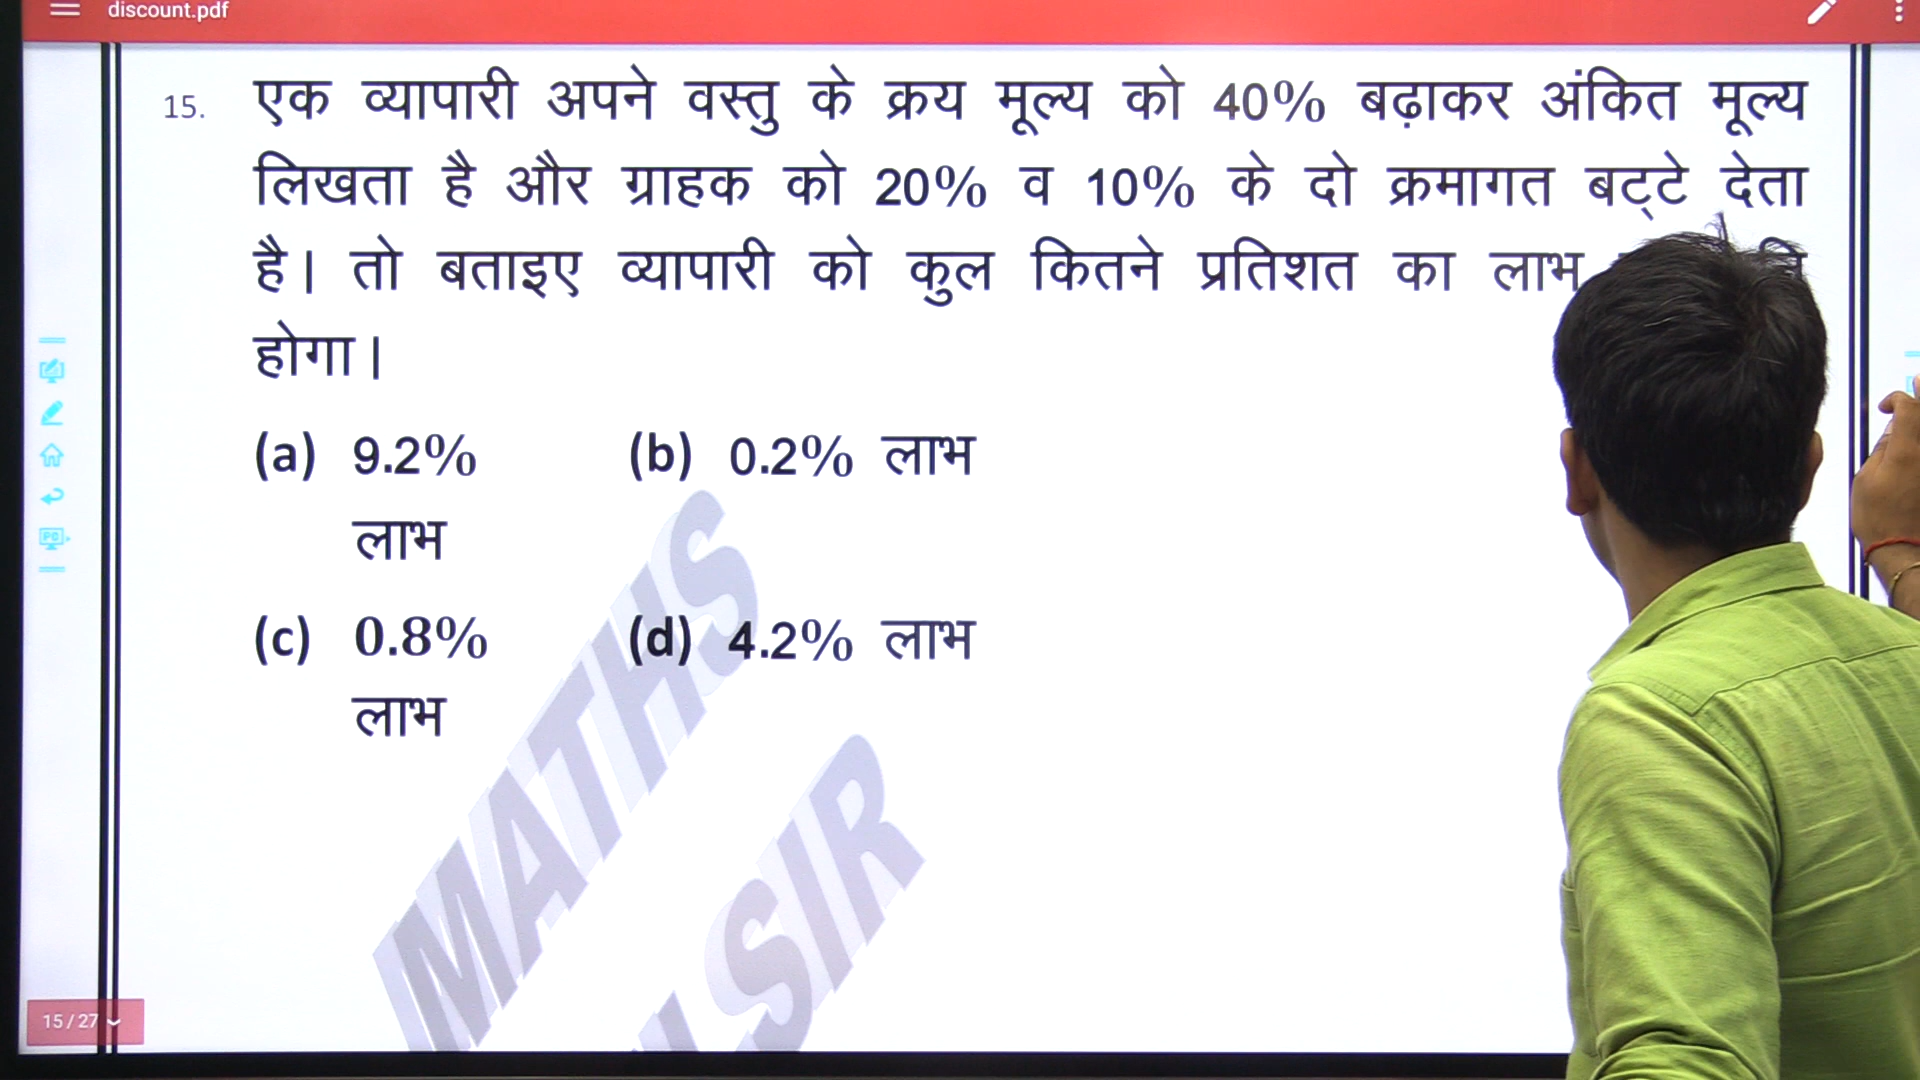 discount.pdf
15. एक व्यापारी अपने वस्तु के क्रय मूल्य को 40% बढ़ाकर अंकित मूल्य
लिखता है और ग्राहक को 20% व 10% के दो क्रमागत बट्टे देता
है। तो बताइए व्यापारी को कुल कितने प्रतिशत का लाभ
होगा।
(a) 9.2% (b) 0.2% लाभ
लाभ
(c) 0.8% (d) 4.2% लाभ
लाभ
MATHS
SIR
15 / 27